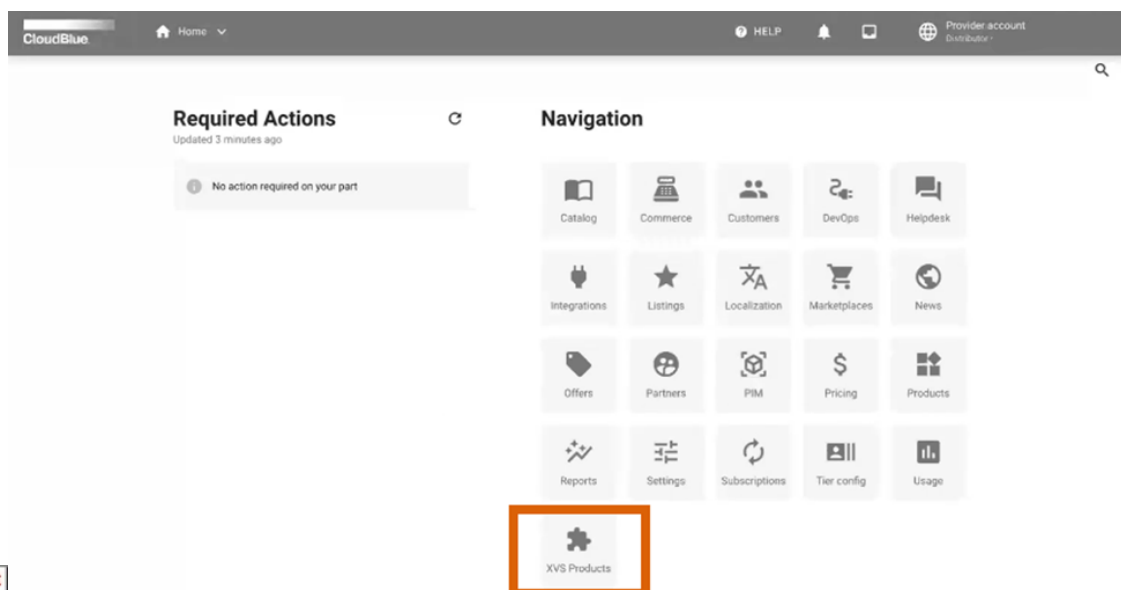 CloudBlue
Home
HELP
Provider account
Distributor
Required Actions
Updated 3 minutes ago
No action required on your part
Navigation
Catalog
Commerce
Customers
DevOps
Helpdesk
Integrations
Listings
Localization
Marketplaces
News
Offers
Partners
PIM
Pricing
Products
Reports
Settings
Subscriptions
Tier config
Usage
XVS Products